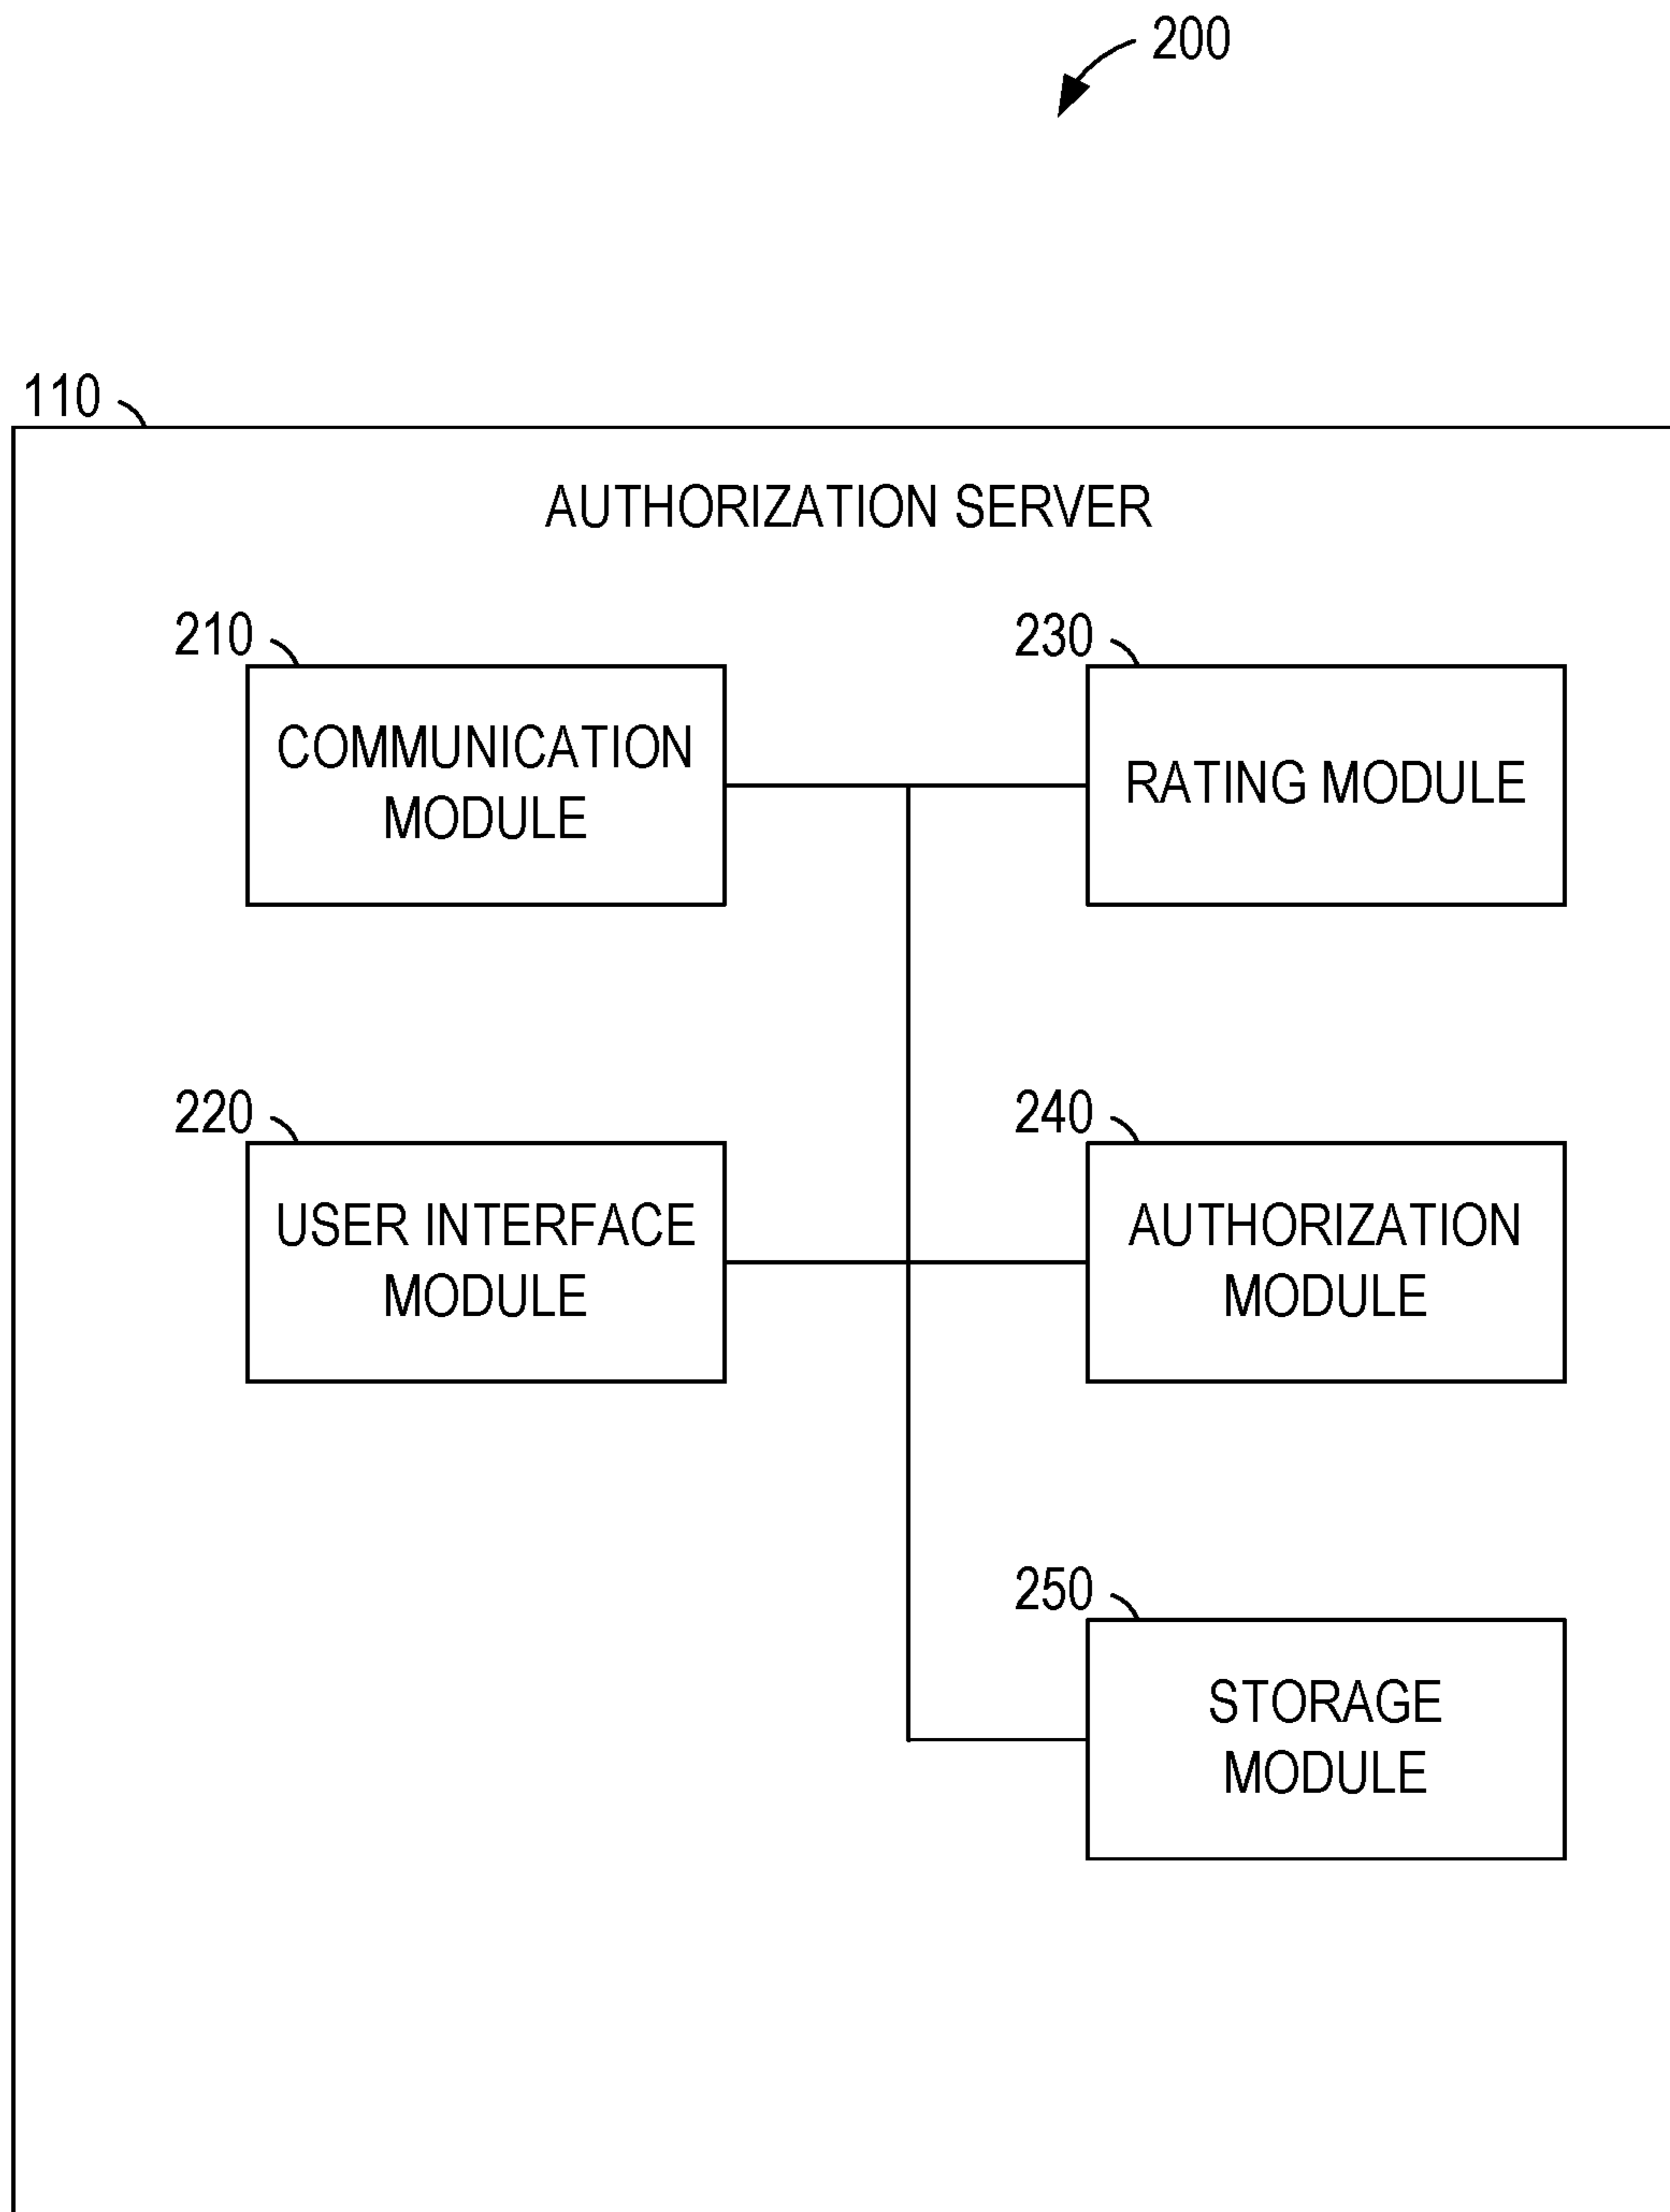 200
110
AUTHORIZATION SERVER
210
230
COMMUNICATION
MODULE
RATING MODULE
220
240
USER INTERFACE
MODULE
AUTHORIZATION
MODULE
250
STORAGE
MODULE